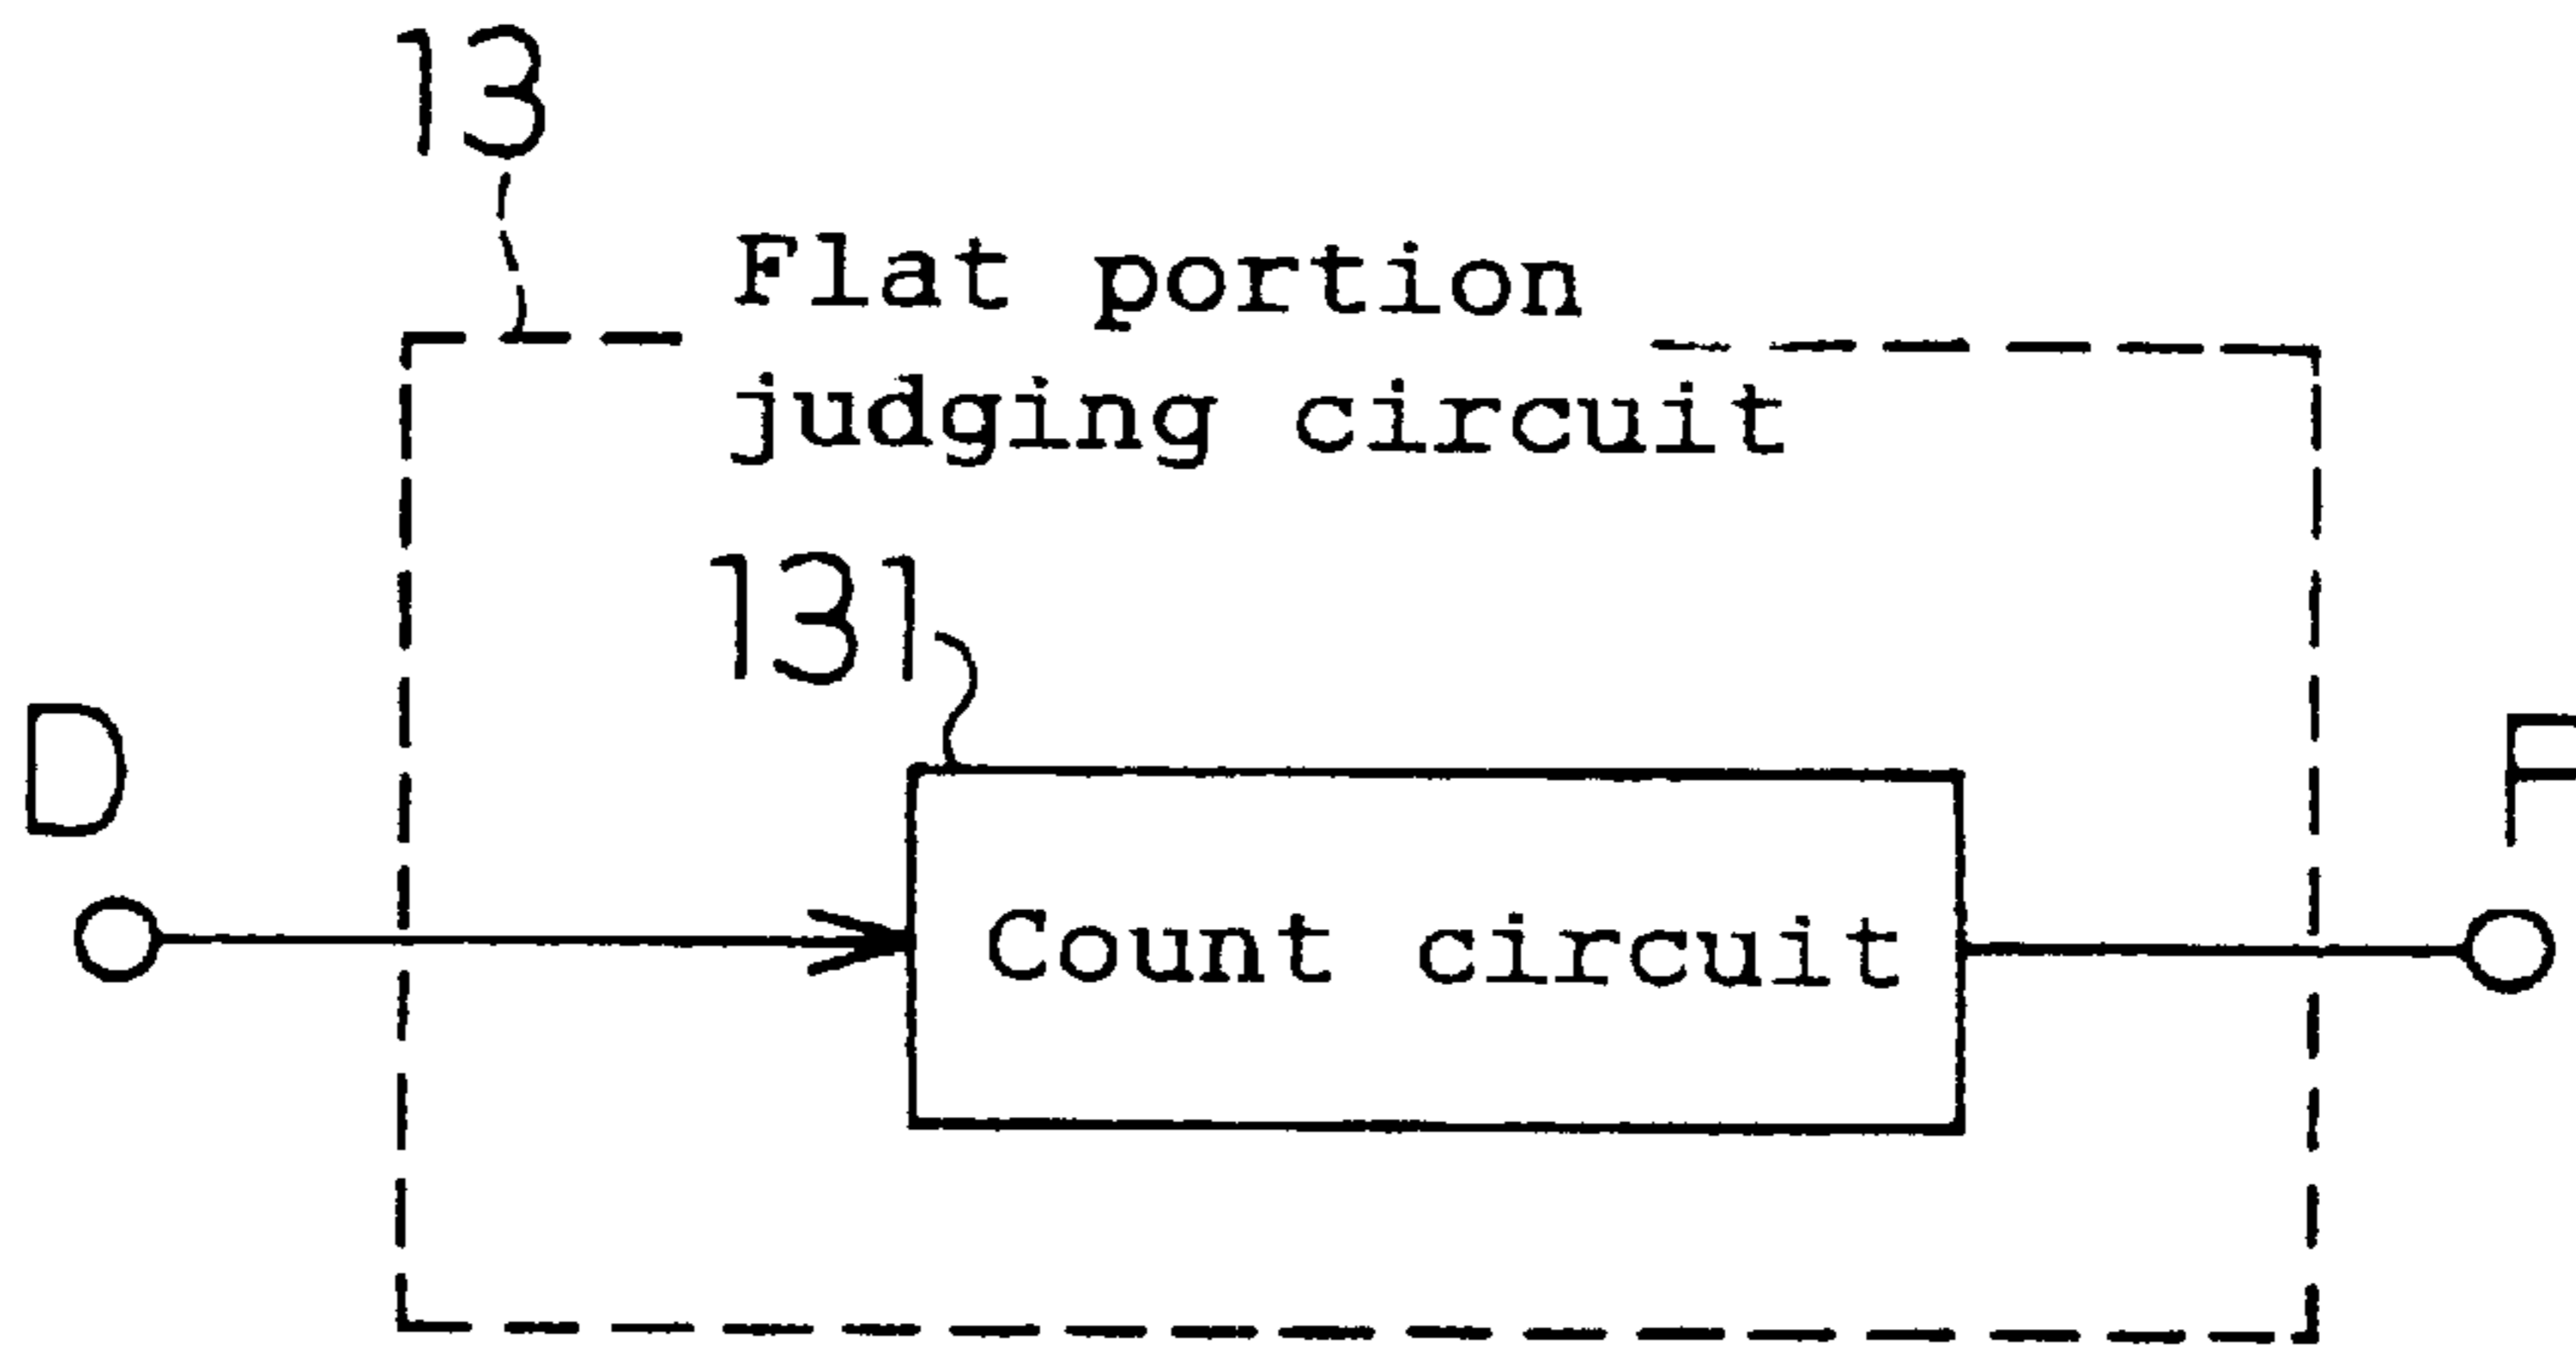 13
Flat portion
judging circuit
131
D
F
Count circuit